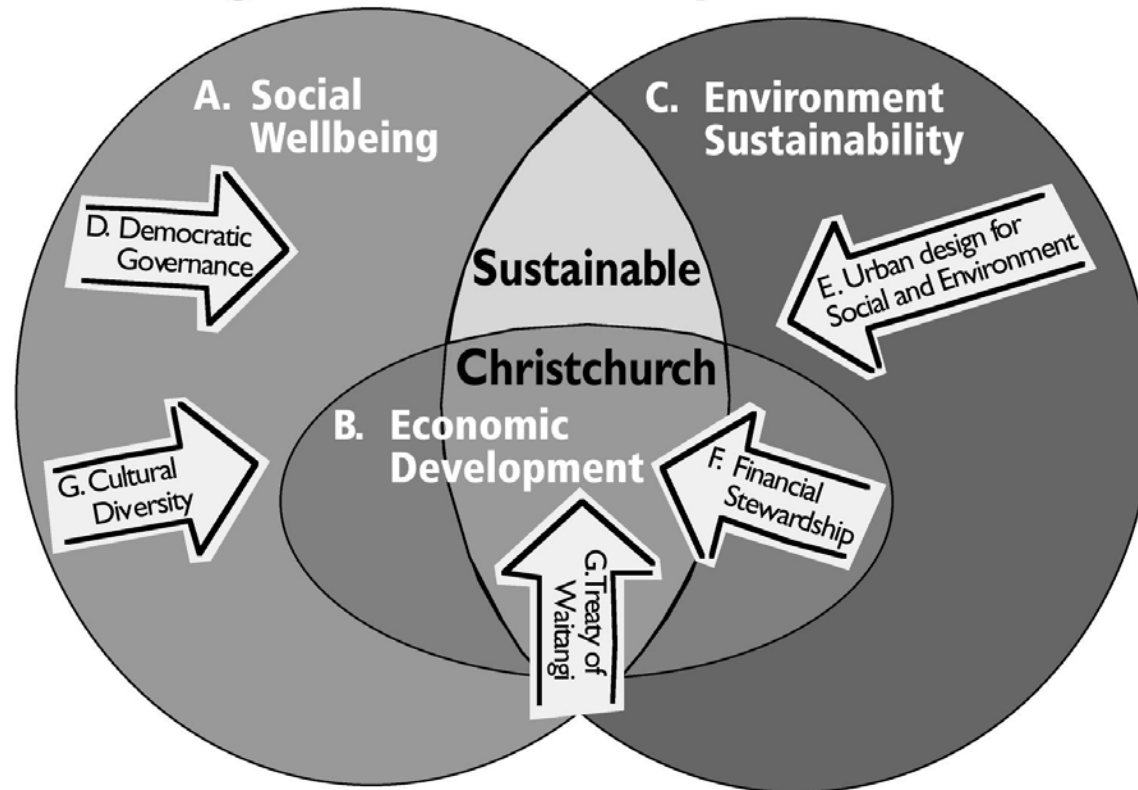 A. Social
Wellbeing
C. Environment
Sustainability
D. Democratic
Governance
E. Urban design for
Social and Environment
Sustainable
Christchurch
B. Economic
Development
G. Cultural
Diversity
F. Financial
Stewardship
G. Treaty of
Waitangi